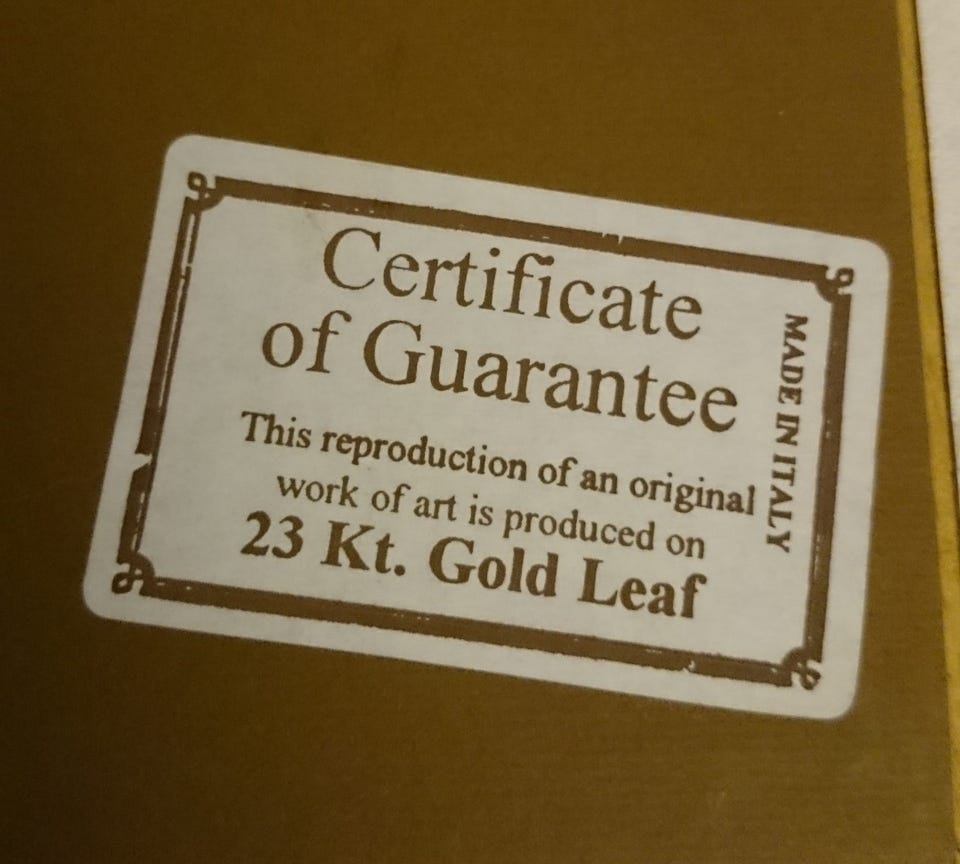 Certificate
of Guarantee
This reproduction of an original
work of art is produced on
23 Kt. Gold Leaf
MADE IN ITALY